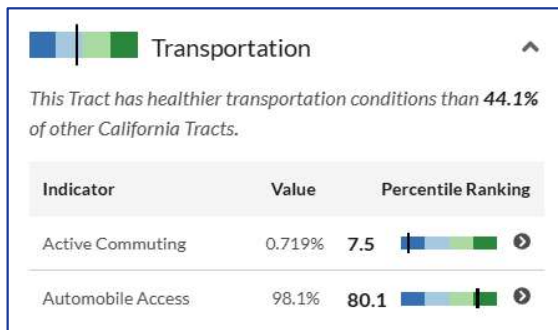 Transportation
This Tract has healthier transportation conditions than 44.1%
of other California Tracts.
Indicator Value Percentile Ranking
Active Commuting 0.719% 7.5
Automobile Access 98.1% 80.1